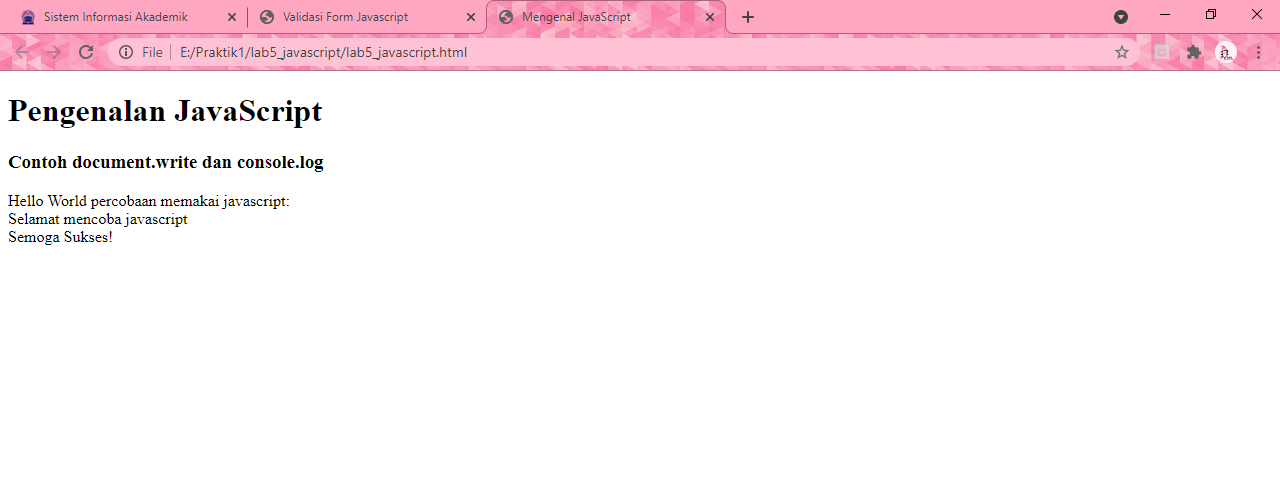 Sistem Informasi Akademik
Validasi Form Javascript
Mengenal JavaScript
File
E:/Praktik1/lab5_javascript/lab5_javascript.html
Pengenalan JavaScript
Contoh document.write dan console.log
Hello World percobaan memakai javascript:
Selamat mencoba javascript
Semoga Sukses!